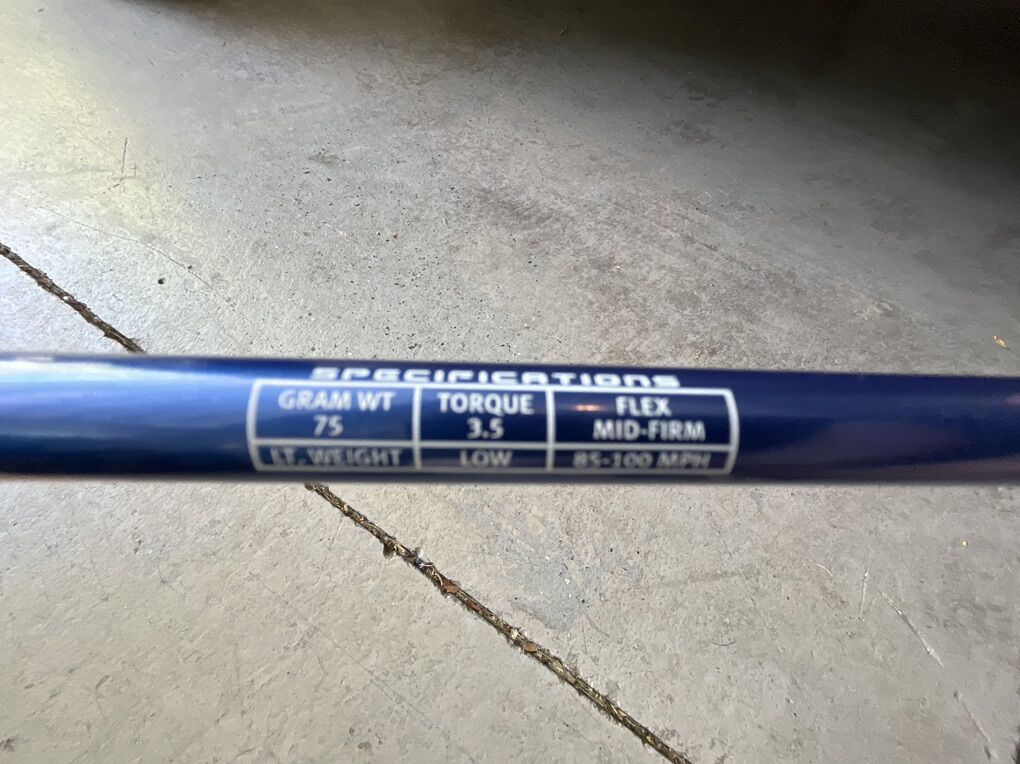 SPECIFICATIONS
GRAM WT TORQUE FLEX
75 3.5 MID-FIRM
LT. WEIGHT LOW 85-100 MPH